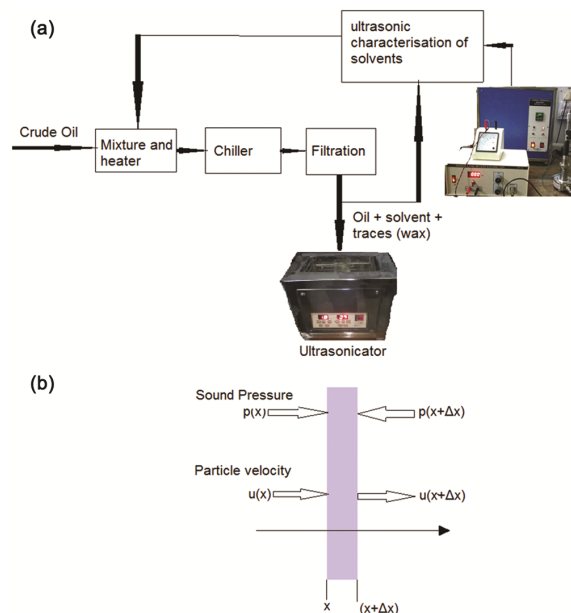 (a)
ultrasonic
characterisation of
solvents
Crude Oil
Mixture and
heater
Chiller
Filtration
Oil + solvent +
traces (wax)
Ultrasonicator
(b)
Sound Pressure
p(x)
p(x+Δx)
Particle velocity
u(x)
u(x+Δx)
x
(x+Δx)